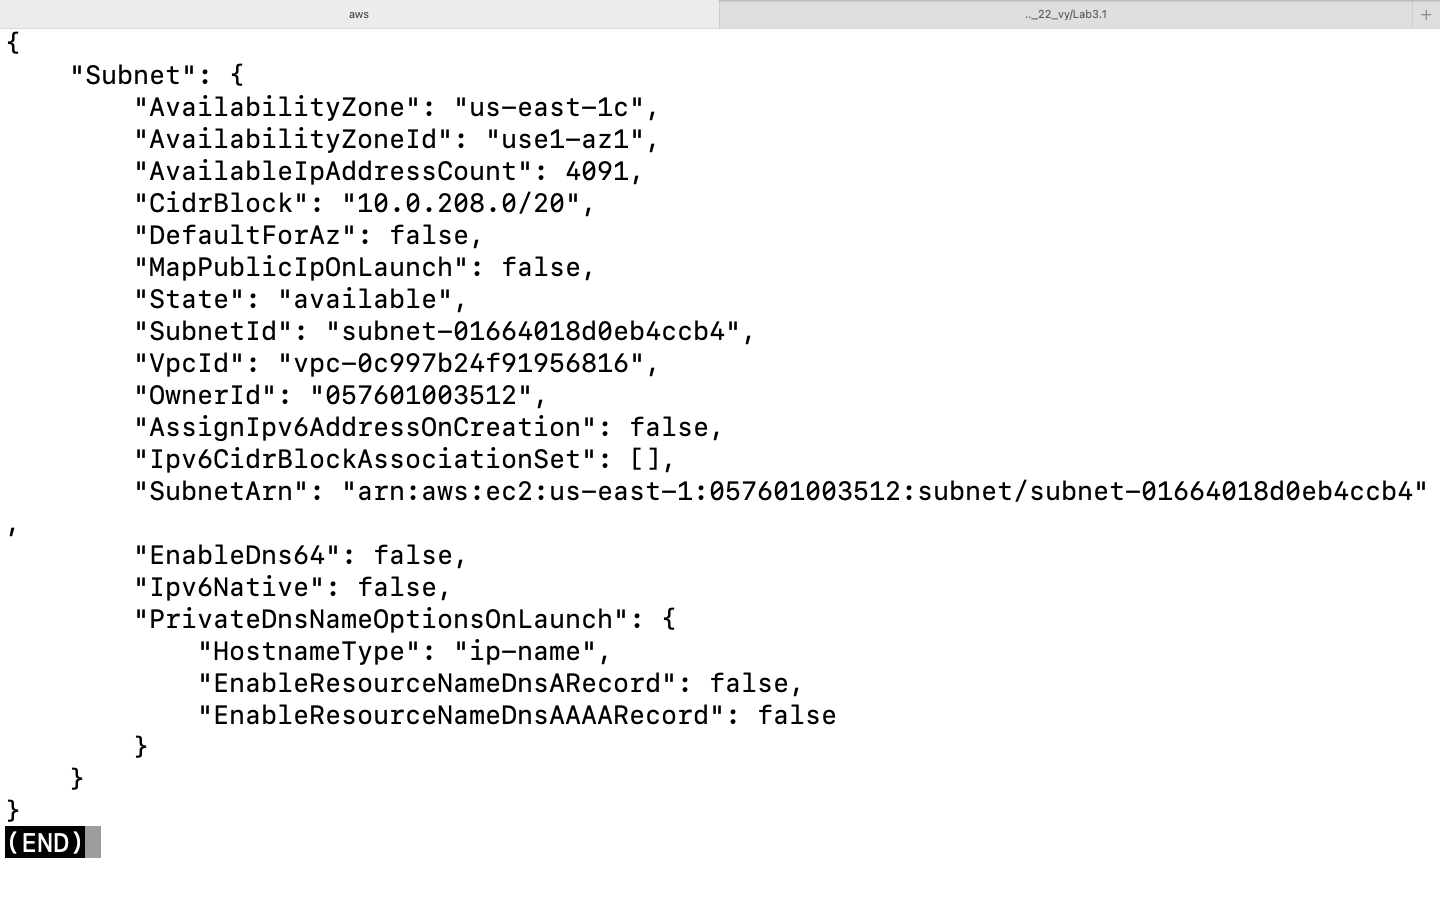 aws
.._22_vy/Lab3.1
+
{
    "Subnet": {
        "AvailabilityZone": "us-east-1c",
        "AvailabilityZoneId": "use1-az1",
        "AvailableIpAddressCount": 4091,
        "CidrBlock": "10.0.208.0/20",
        "DefaultForAz": false,
        "MapPublicIpOnLaunch": false,
        "State": "available",
        "SubnetId": "subnet-01664018d0eb4ccb4",
        "VpcId": "vpc-0c997b24f91956816",
        "OwnerId": "057601003512",
        "AssignIpv6AddressOnCreation": false,
        "Ipv6CidrBlockAssociationSet": [],
        "SubnetArn": "arn:aws:ec2:us-east-1:057601003512:subnet/subnet-01664018d0eb4ccb4"
,
        "EnableDns64": false,
        "Ipv6Native": false,
        "PrivateDnsNameOptionsOnLaunch": {
            "HostnameType": "ip-name",
            "EnableResourceNameDnsARecord": false,
            "EnableResourceNameDnsAAAARecord": false
        }
    }
}
(END)